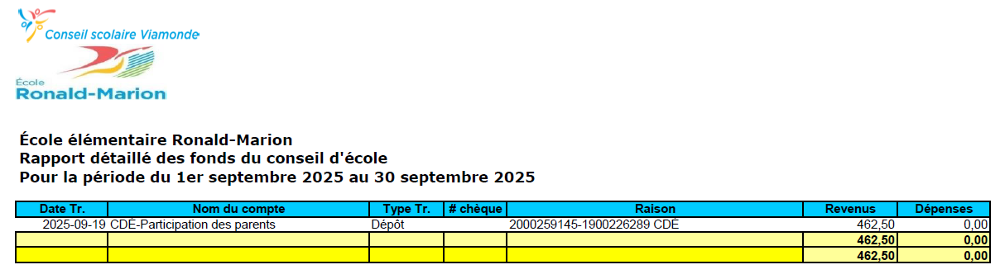 Conseil scolaire Viamonde
École
Ronald-Marion
École élémentaire Ronald-Marion
Rapport détaillé des fonds du conseil d'école
Pour la période du 1er septembre 2025 au 30 septembre 2025
Date Tr. Nom du compte Type Tr. # chèque Raison Revenus Dépenses
2025-09-19 CDÉ-Participation des parents Dépôt 2000259145-1900226289 CDÉ 462,50 0,00
462,50 0,00
462,50 0,00